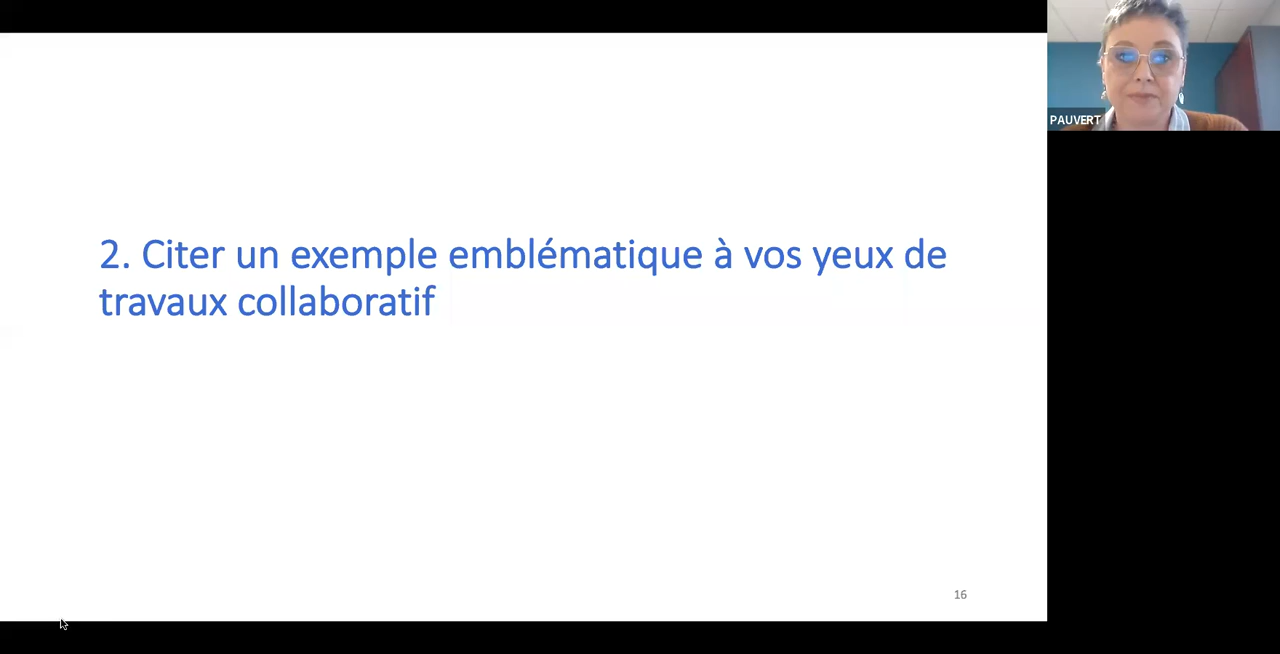 2. Citer un exemple emblématique à vos yeux de
travaux collaboratif
16
PAUVERT